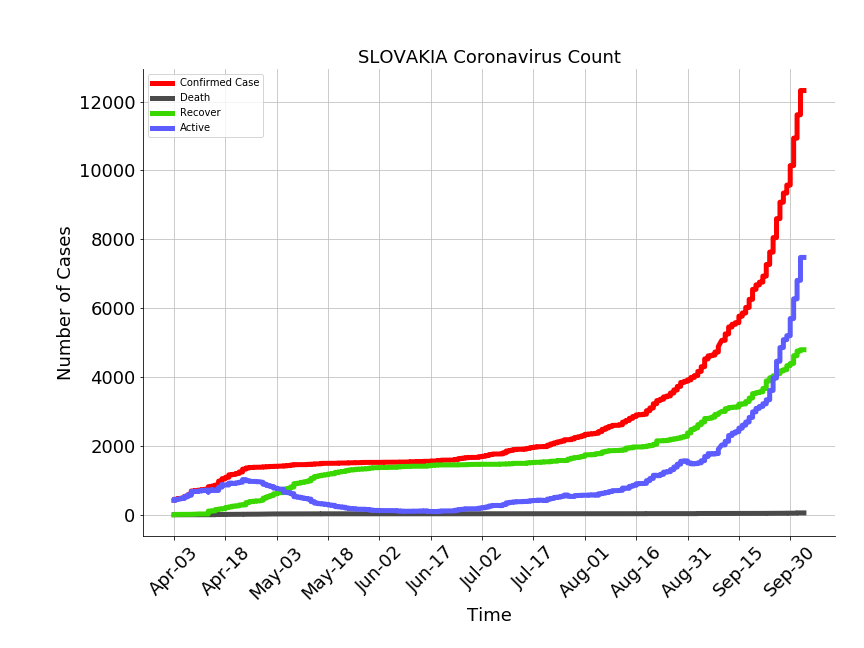 SLOVAKIA Coronavirus Count
Confirmed Case
Death
Recover
Active
Number of Cases
12000
10000
8000
6000
4000
2000
0
Apr-03
Apr-18
May-03
May-18
Jun-02
Jun-17
Jul-02
Jul-17
Aug-01
Aug-16
Aug-31
Sep-15
Sep-30
Time